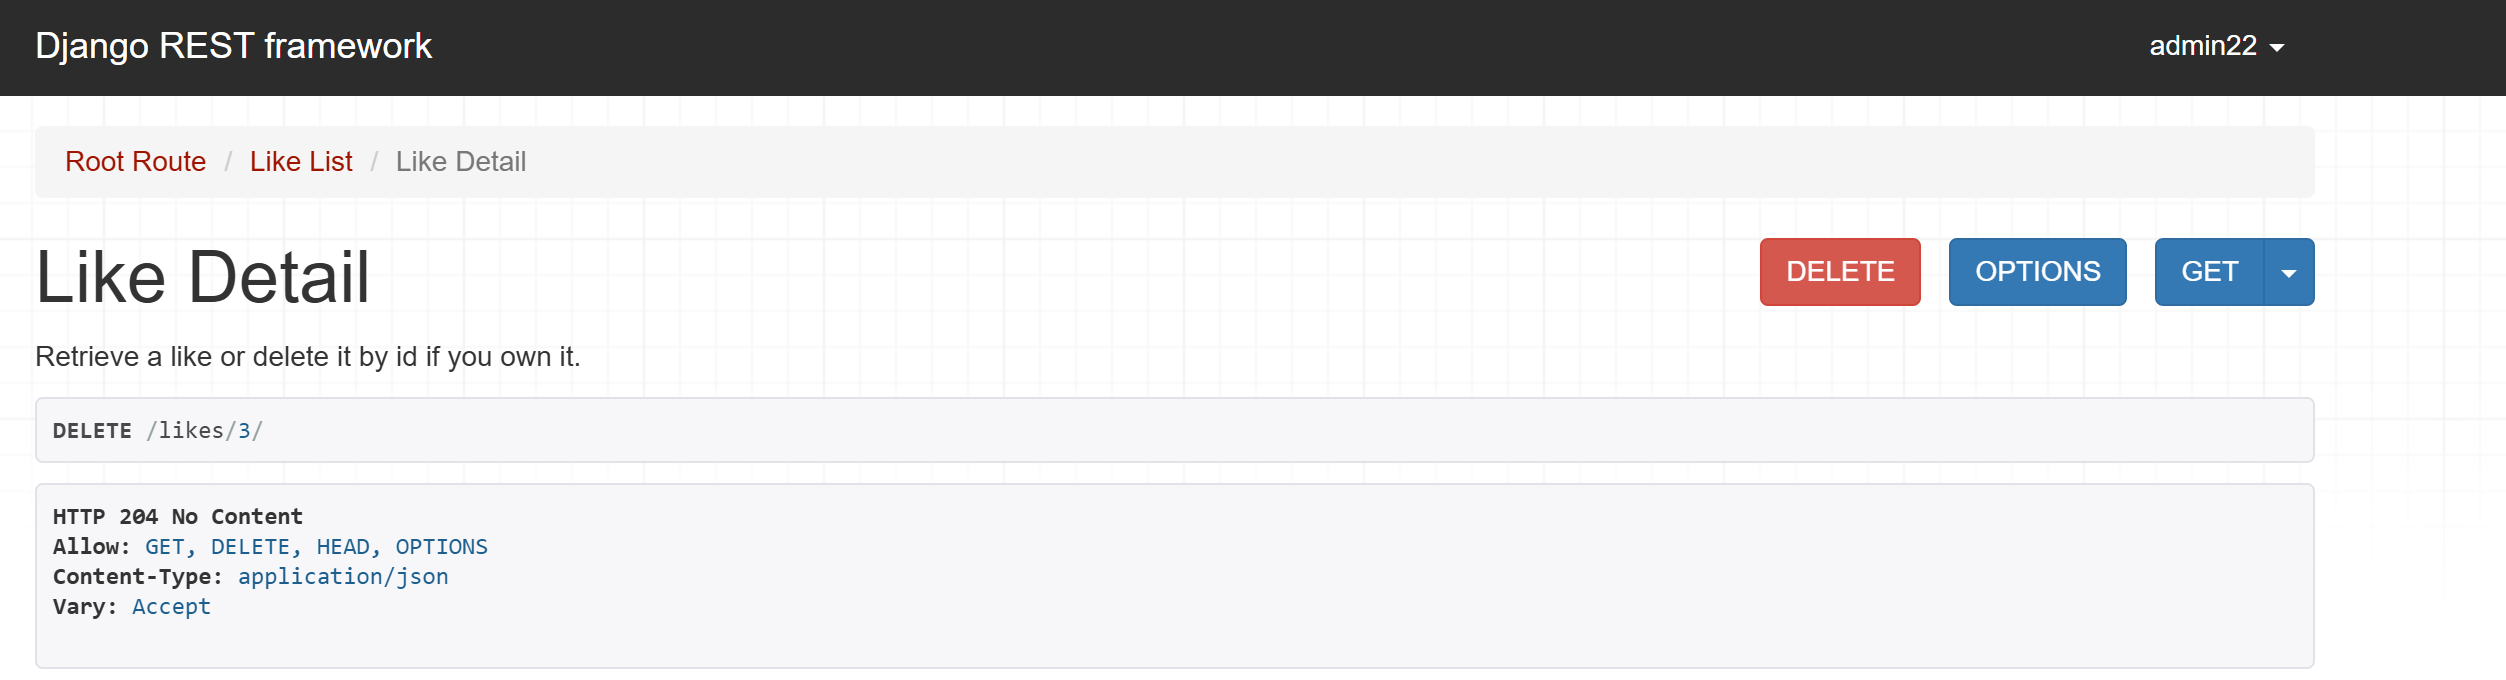 Django REST framework
admin22
Root Route / Like List / Like Detail
Like Detail
DELETE
OPTIONS
GET
Retrieve a like or delete it by id if you own it.
DELETE /likes/3/
HTTP 204 No Content
Allow: GET, DELETE, HEAD, OPTIONS
Content-Type: application/json
Vary: Accept